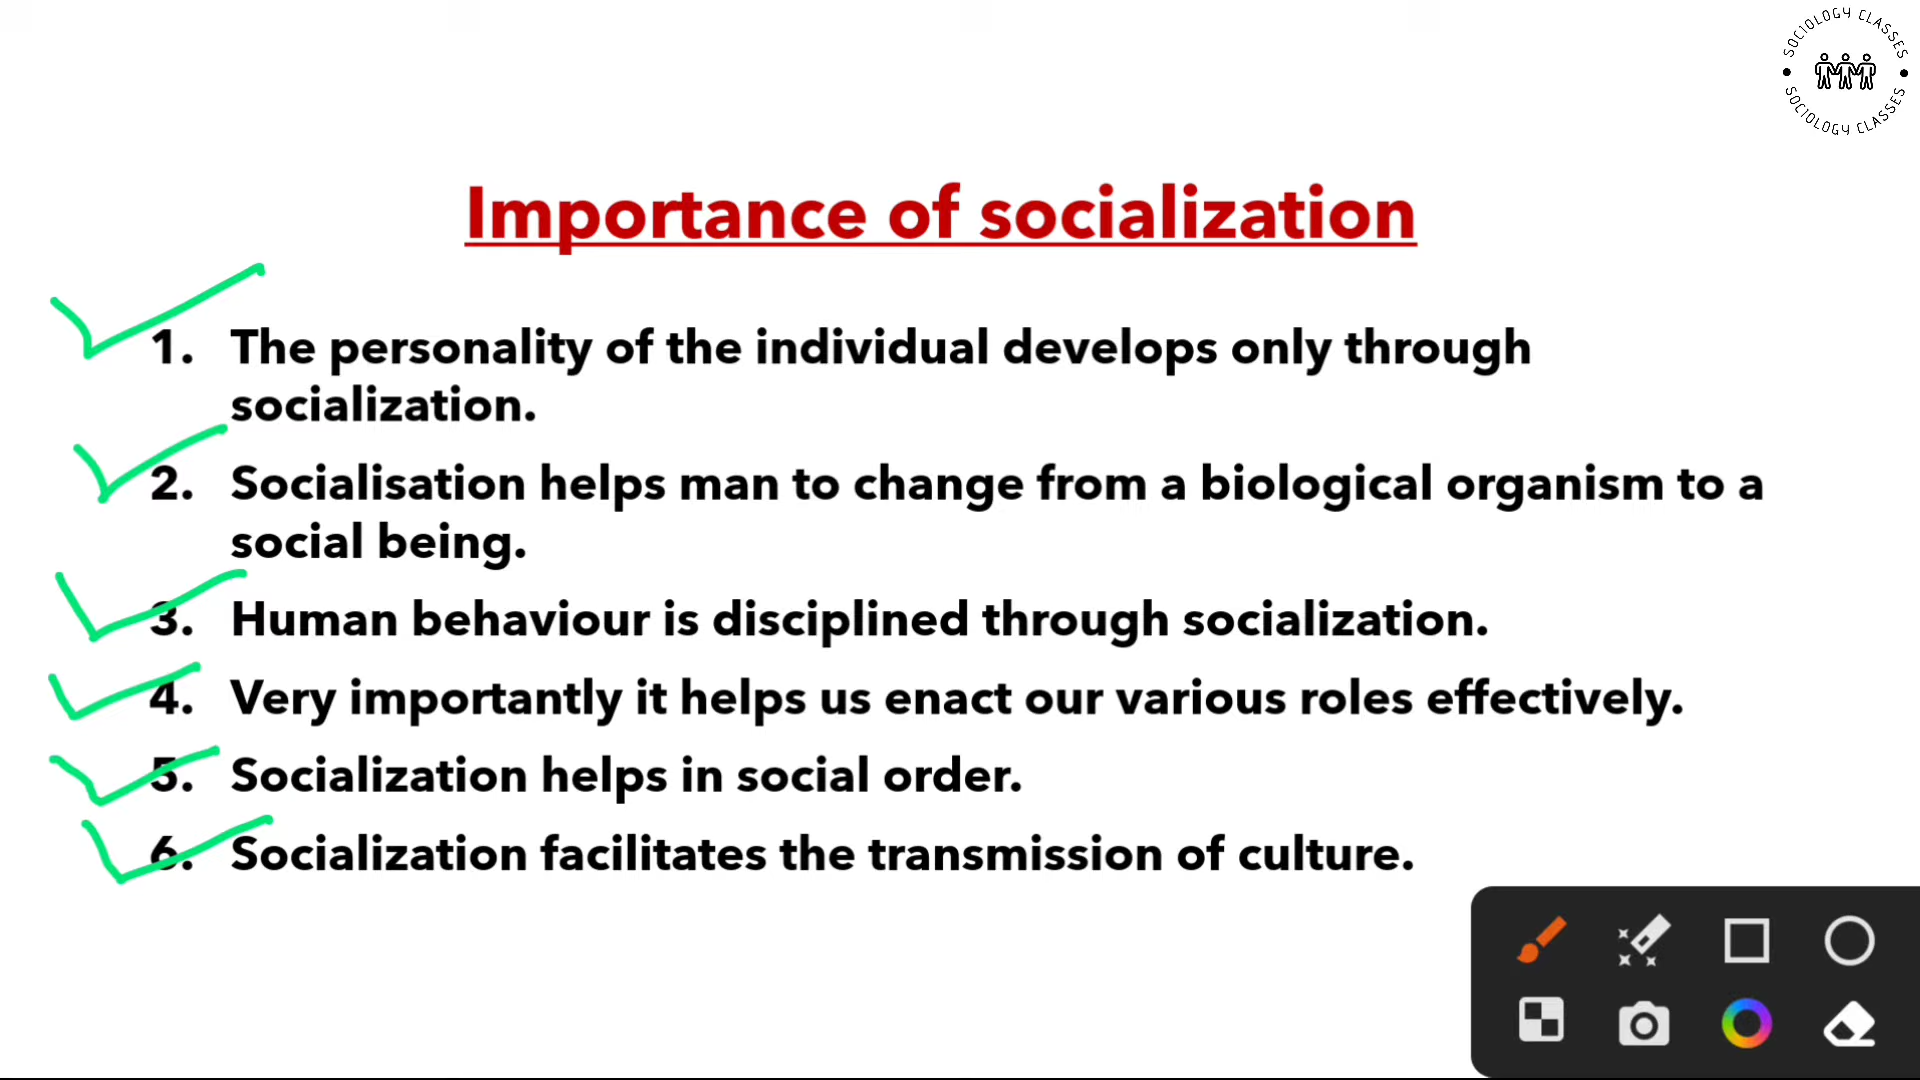 SOCIOLOGY CLASSES
SOCIOLOGY CLASSES
Importance of socialization
1. The personality of the individual develops only through
socialization.
2. Socialisation helps man to change from a biological organism to a
social being.
3. Human behaviour is disciplined through socialization.
4. Very importantly it helps us enact our various roles effectively.
5. Socialization helps in social order.
6. Socialization facilitates the transmission of culture.